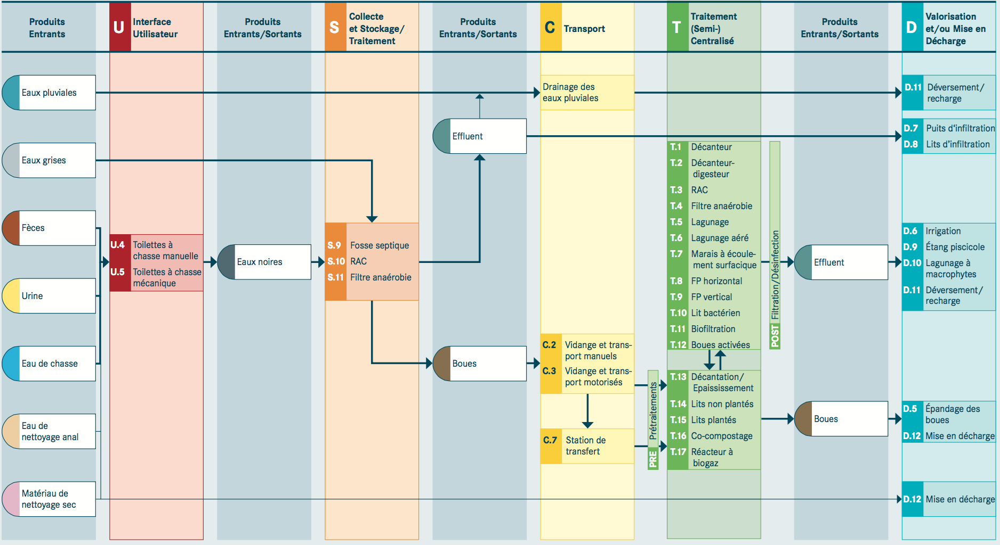 Produits
Entrants
U
Interface
Utilisateur
Produits
Entrants/Sortants
S
Collecte
et Stockage/
Traitement
Produits
Entrants/Sortants
C
Transport
T
Traitement
(Semi-)
Centralisé
Produits
Entrants/Sortants
D
Valorisation
et/ou Mise en
Décharge
Eaux pluviales
Eaux grises
Fèces
Urine
Eau de chasse
Eau de
nettoyage anal
Matériau de
nettoyage sec
U.4 Toilettes à
chasse manuelle
U.5 Toilettes à chasse
mécanique
Eaux noires
S.9 Fosse septique
S.10 RAC
S.11 Filtre anaérobie
Effluent
Boues
Drainage des
eaux pluviales
C.2 Vidange et trans-
port manuels
C.3 Vidange et trans-
port motorisés
C.7 Station de
transfert
PRE Prétraitements
T.1 Décanteur
T.2 Décanteur-
digesteur
T.3 RAC
T.4 Filtre anaérobie
T.5 Lagunage
T.6 Lagunage aéré
T.7 Marais à écoule-
ment surfacique
T.8 FP horizontal
T.9 FP vertical
T.10 Lit bactérien
T.11 Biofiltration
T.12 Boues activées
T.13 Décantation/
Epaississement
T.14 Lits non plantés
T.15 Lits plantés
T.16 Co-compostage
T.17 Réacteur à
biogaz
POST Filtration/Désinfection
Effluent
Boues
D.11 Déversement/
recharge
D.7 Puits d'infiltration
D.8 Lits d'infiltration
D.6 Irrigation
D.9 Étang piscicole
D.10 Lagunage à
macrophytes
D.11 Déversement/
recharge
D.5 Épandage des
boues
D.12 Mise en décharge
D.12 Mise en décharge